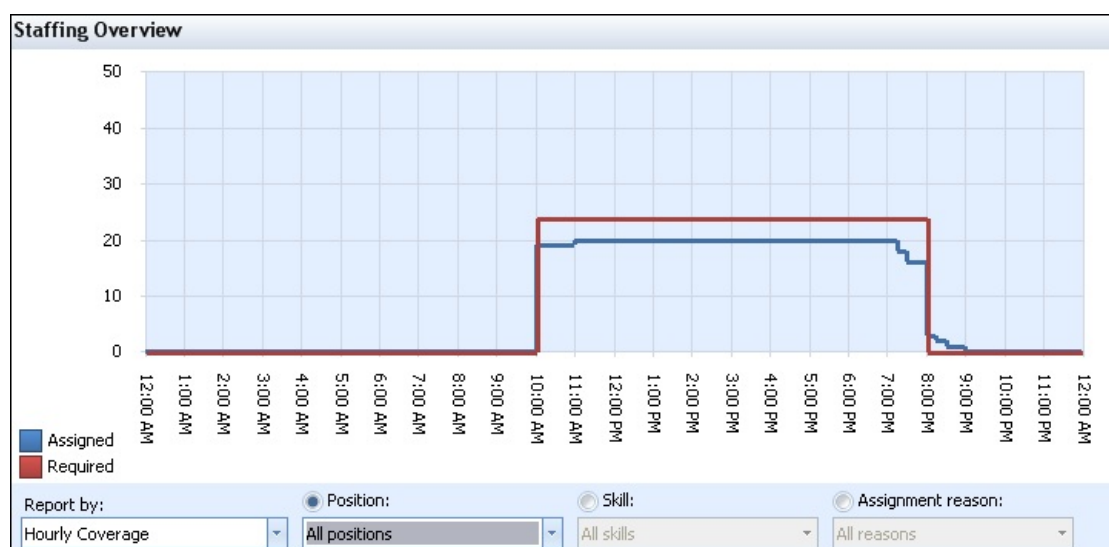 Staffing Overview
50
40
30
20
10
0
12:00 AM
1:00 AM
2:00 AM
3:00 AM
4:00 AM
5:00 AM
6:00 AM
7:00 AM
8:00 AM
9:00 AM
10:00 AM
11:00 AM
12:00 PM
1:00 PM
2:00 PM
3:00 PM
4:00 PM
5:00 PM
6:00 PM
7:00 PM
8:00 PM
9:00 PM
10:00 PM
11:00 PM
12:00 AM
Assigned
Required
Report by: Position: Skill: Assignment reason:
Hourly Coverage All positions All skills All reasons